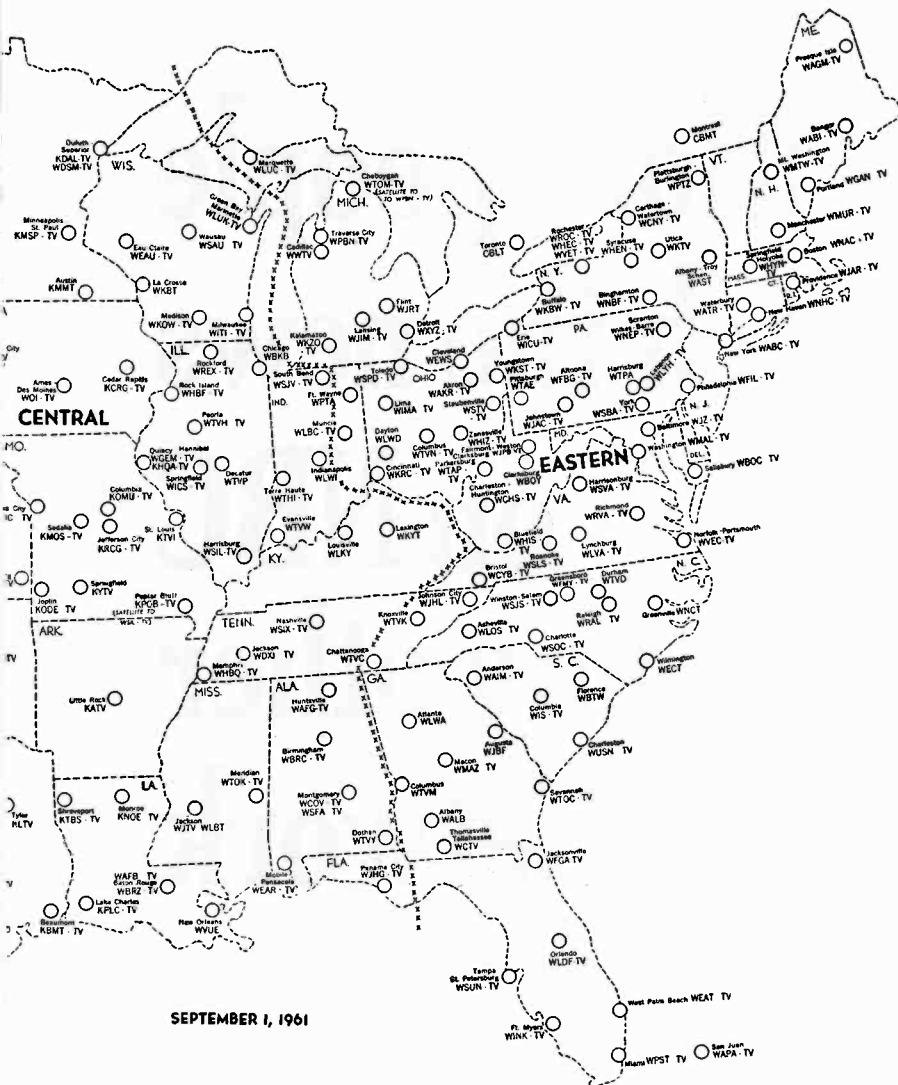 ME.
Presque Isle
WAGM-TV
Montreal
CBMT
Bangor
WABI-TV
Duluth
Superior
KDAL-TV
WDSM-TV
WIS.
Marquette
WLUC-TV
Cheboygan
WTOM-TV
(SATELLITE TO
TO WPBN-TV)
MICH.
Plattsburgh
Burlington
WPTZ
VT.
Mt. Washington
WMTW-TV
N. H.
Portland WGAN TV
Minneapolis
St. Paul
KMSP-TV
Eau Claire
WEAU-TV
Wausau
WSAU TV
Green Bay
Marinette
WLUK-TV
Traverse City
WPBN-TV
Cadillac
WWTV
Toronto
CBLT
Rochester
WROC-TV
WHEC-TV
WVET-TV
Carthage
Watertown
WCNY-TV
Syracuse
WHEN-TV
Utica
WKTV
Manchester WMUR-TV
Albany-Troy
Schen.
WAST
Springfield
Holyoke
WHYN
TV
Boston WNAC-TV
MASS
CT.
R.I.
Providence WJAR-TV
N. Y.
Austin
KMMT
La Crosse
WKBT
Madison
WKOW-TV
Milwaukee
WITI-TV
Kalamazoo
WKZO
TV
Lansing
WJIM-TV
Flint
WJRT
Detroit
WXYZ-TV
Buffalo
WKBW-TV
Binghamton
WNBF-TV
Waterbury
WATR-TV
New Haven WNHC-TV
City
ILL.
Rockford
WREX-TV
Chicago
WBKB
South Bend
WSJV-TV
Toledo
WSPD-TV
OHIO
Cleveland
WEWS
Erie
WICU-TV
PA.
Scranton
Wilkes-Barre
WNEP-TV
New York WABC-TV
Ames
Des Moines
WOI-TV
Cedar Rapids
KCRG-TV
Rock Island
WHBF-TV
IND.
Ft. Wayne
WPTA
Lima
WIMA TV
Akron
WAKR-TV
Youngstown
WKST-TV
Pittsburgh
WTAE
Altoona
WFBG-TV
Harrisburg
WTPA
Lebanon
WLYH-TV
Philadelphia WFIL-TV
CENTRAL
Peoria
WTVH-TV
Muncie
WLBC-TV
Dayton
WLWD
Columbus
WTVN-TV
Steubenville
WSTV
TV
Zanesville
WHIZ-TV
Johnstown
WJAC-TV
York
WSBA-TV
N. J.
Baltimore WJZ-TV
MO.
Quincy Hannibal
WGEM-TV
KHQA-TV
Springfield
WICS-TV
Decatur
WTVP
Indianapolis
WLWI
Cincinnati
WKRC-TV
Parkersburg
WTAP
TV
Fairmont, Weston
Clarksburg WJPB
Clarksburg
WBOY
EASTERN
MD.
Washington WMAL-TV
DEL.
Salisbury WBOC-TV
Terre Haute
WTHI-TV
Charleston
Huntington
WCHS-TV
VA.
Harrisonburg
WSVA-TV
Columbia
KOMU-TV
Sedalia
KMOS-TV
Jefferson City
KRCG-TV
St. Louis
KTVI
Harrisburg
WSIL-TV
Evansville
WTVW
KY.
Louisville
WLKY
Lexington
WKYT
Bluefield
WHIS
TV
Roanoke
WSLS-TV
Lynchburg
WLVA-TV
Richmond
WRVA-TV
Norfolk-Portsmouth
WVEC-TV
Joplin
KODE TV
Springfield
KYTV
Poplar Bluff
KPOB-TV
Bristol
WCYB-TV
Johnson City
WJHL-TV
Winston-Salem
WSJS-TV
Greensboro
WFMY-TV
Durham
WTVD
Raleigh
WRAL-TV
N. C.
Greenville WNCT
ARK.
TENN.
Nashville
WSIX-TV
Knoxville
WTVK
Asheville
WLOS TV
Charlotte
WSOC-TV
Wilmington
WECT
Memphis
WHBQ-TV
Jackson
WDXI TV
Chattanooga
WTVC
S. C.
Anderson
WAIM-TV
Florence
WBTW
Little Rock
KATV
MISS.
ALA.
Huntsville
WAFG-TV
GA.
Atlanta
WLWA
Columbia
WIS-TV
Augusta
WJBF
Charleston
WUSN TV
Birmingham
WBRC-TV
Macon
WMAZ TV
LA.
Tyler
KLTV
Shreveport
KTBS-TV
Monroe
KNOE TV
Jackson
WJTV WLBT
Meridian
WTOK-TV
Montgomery
WCOV-TV
WSFA-TV
Columbus
WTVM
Albany
WALB
Savannah
WTOC-TV
Dothan
WTVY
Thomasville
Tallahassee
WCTV
FLA.
Panama City
WJHG-TV
Jacksonville
WFGA-TV
WAFB TV
Baton Rouge
WBRZ TV
Mobile
Pensacola
WEAR-TV
Beaumont
KBMT-TV
Lake Charles
KPLC-TV
New Orleans
WVUE
Orlando
WLOF-TV
Tampa
St. Petersburg
WSUN-TV
SEPTEMBER 1, 1961
West Palm Beach WEAT TV
Ft. Myers
WINK-TV
Miami WPST TV
San Juan
WAPA-TV